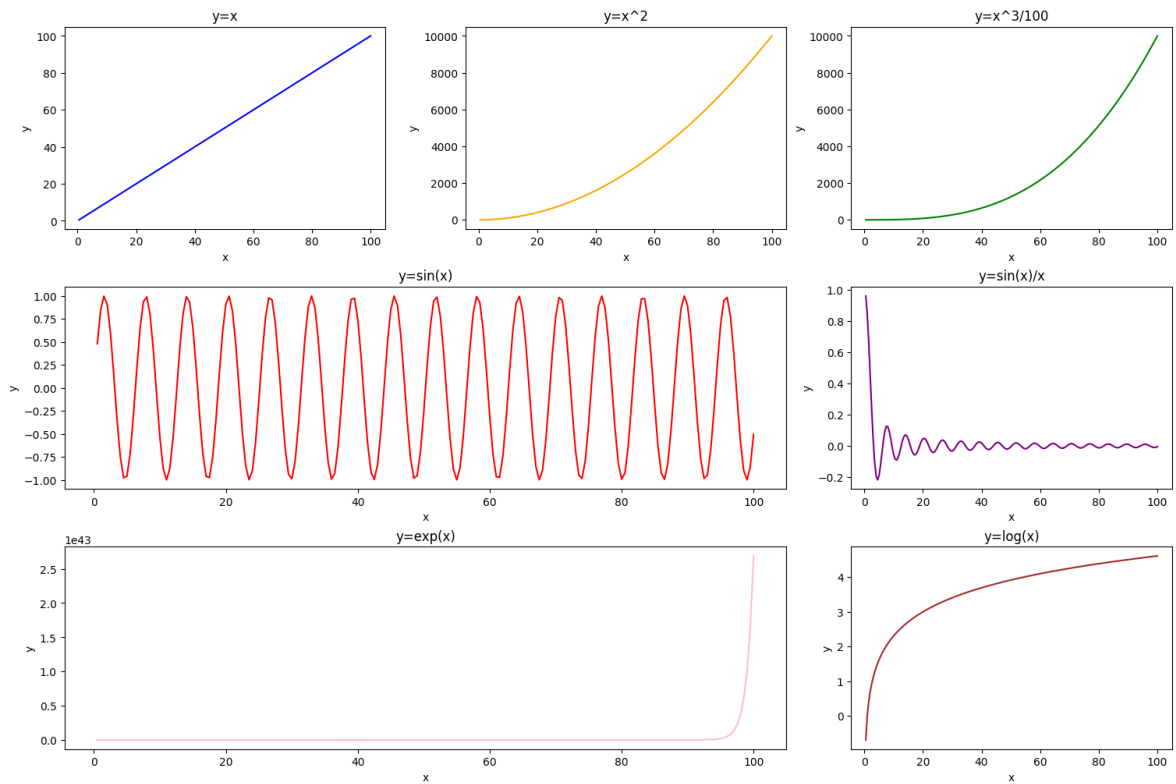 y=x
100
80
60
40
20
0
y
0 20 40 60 80 100
x
y=x^2
10000
8000
6000
4000
2000
0
y
0 20 40 60 80 100
x
y=x^3/100
10000
8000
6000
4000
2000
0
y
0 20 40 60 80 100
x
y=sin(x)
1.00
0.75
0.50
0.25
0.00
−0.25
−0.50
−0.75
−1.00
y
0 20 40 60 80 100
x
y=sin(x)/x
1.0
0.8
0.6
0.4
0.2
0.0
−0.2
y
0 20 40 60 80 100
x
y=exp(x)
1e43
2.5
2.0
1.5
1.0
0.5
0.0
y
0 20 40 60 80 100
x
y=log(x)
4
3
2
1
0
y
0 20 40 60 80 100
x